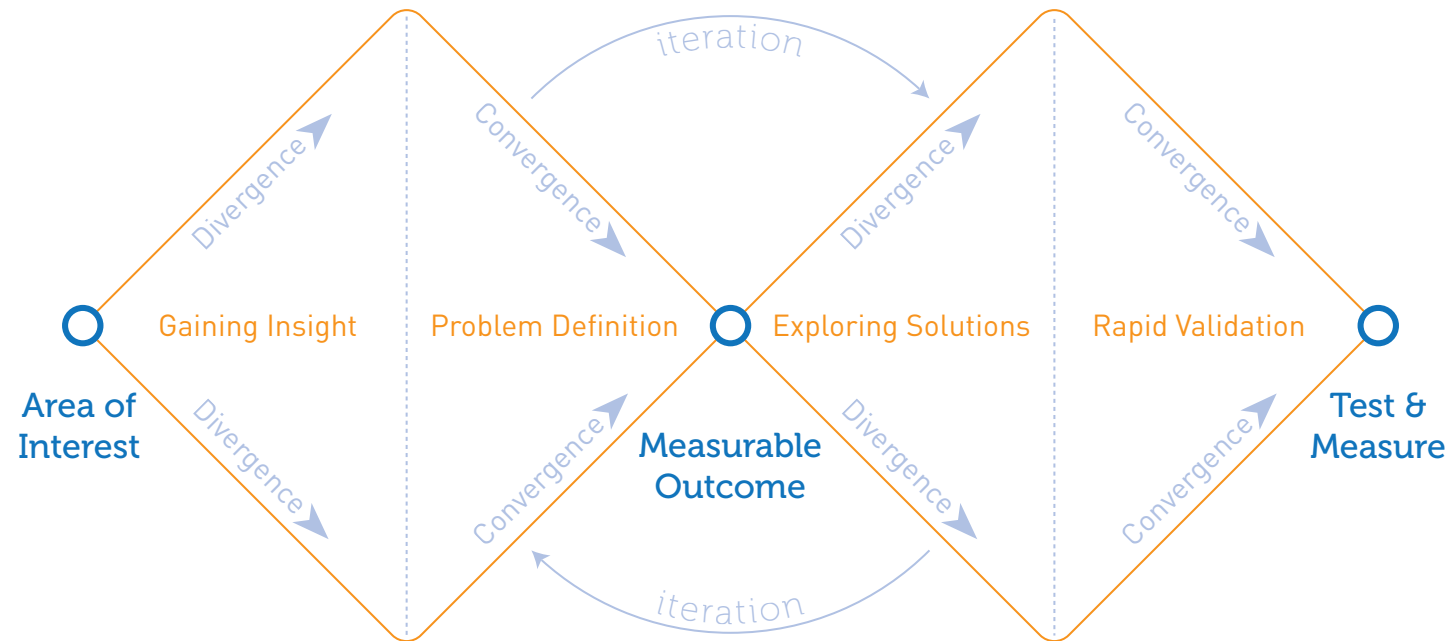 iteration
Divergence
Convergence
Divergence
Convergence
Gaining Insight
Problem Definition
Exploring Solutions
Rapid Validation
Area of
Interest
Divergence
Convergence
Measurable
Outcome
Divergence
Convergence
Test &
Measure
iteration